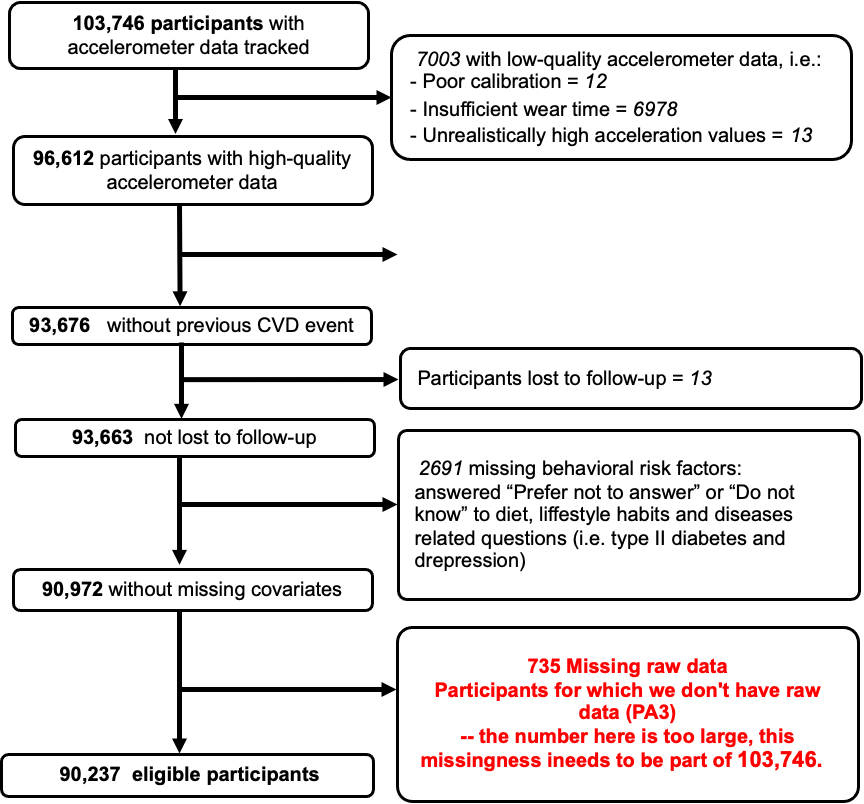 103,746 participants with
accelerometer data tracked
7003 with low-quality accelerometer data, i.e.:
- Poor calibration = 12
- Insufficient wear time = 6978
- Unrealistically high acceleration values = 13
96,612 participants with high-quality
accelerometer data
93,676 without previous CVD event
Participants lost to follow-up = 13
93,663 not lost to follow-up
2691 missing behavioral risk factors:
answered “Prefer not to answer” or “Do not
know” to diet, liffestyle habits and diseases
related questions (i.e. type II diabetes and
drepression)
90,972 without missing covariates
735 Missing raw data
Participants for which we don't have raw
data (PA3)
-- the number here is too large, this
missingness ineeds to be part of 103,746.
90,237 eligible participants